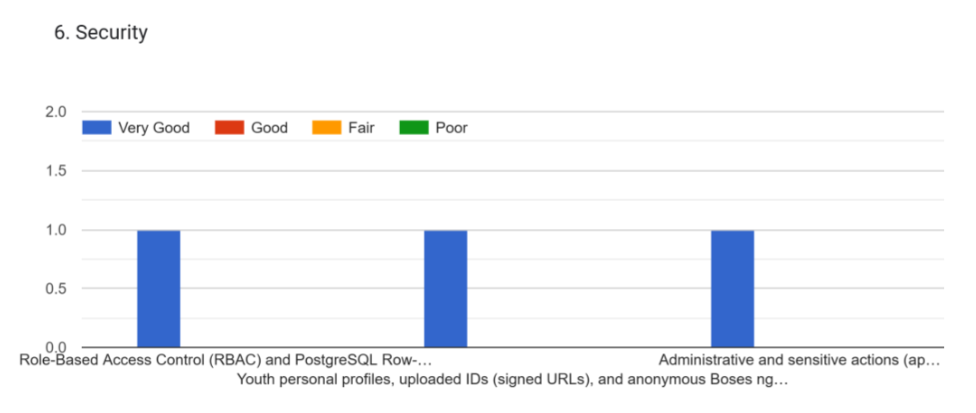 6. Security
2.0
Very Good
Good
Fair
Poor
1.5
1.0
0.5
0.0
Role-Based Access Control (RBAC) and PostgreSQL Row-…
Administrative and sensitive actions (ap…
Youth personal profiles, uploaded IDs (signed URLs), and anonymous Boses ng…